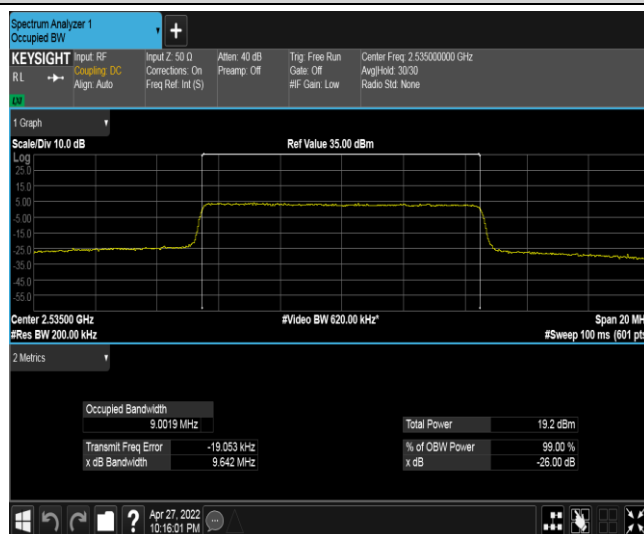 Spectrum Analyzer 1
Occupied BW
+
KEYSIGHT
RL
LXI
Input: RF
Coupling: DC
Align: Auto
Input Z: 50 Ω
Corrections: On
Freq Ref: Int (S)
Atten: 40 dB
Preamp: Off
Trig: Free Run
Gate: Off
#IF Gain: Low
Center Freq: 2.535000000 GHz
Avg|Hold: 30/30
Radio Std: None
1 Graph
Scale/Div 10.0 dB
Ref Value 35.00 dBm
Log
25.0
15.0
5.00
-5.00
-15.0
-25.0
-35.0
-45.0
-55.0
Center 2.53500 GHz
#Video BW 620.00 kHz*
Span 20 MH
#Res BW 200.00 kHz
#Sweep 100 ms (601 pts
2 Metrics
Occupied Bandwidth
9.0019 MHz
Total Power 19.2 dBm
Transmit Freq Error -19.053 kHz
% of OBW Power 99.00 %
x dB Bandwidth 9.642 MHz
x dB -26.00 dB
?
Apr 27, 2022
10:16:01 PM